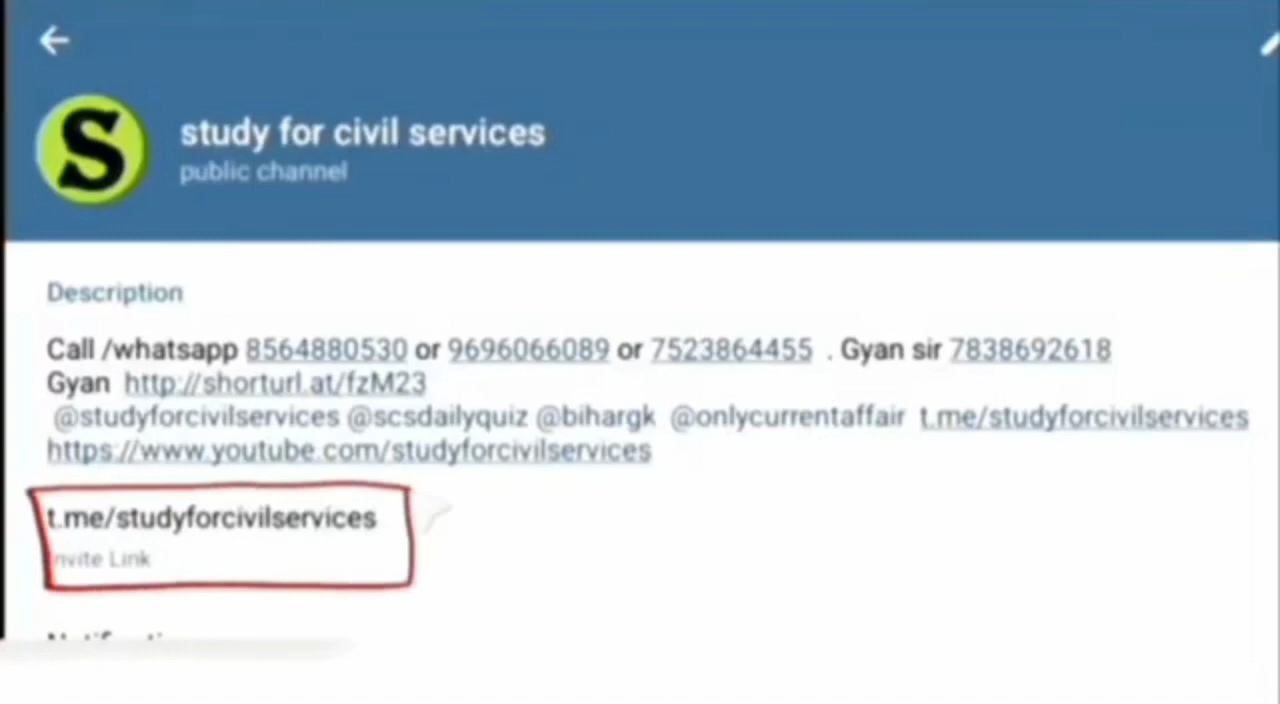 S
study for civil services
public channel
Description
Call /whatsapp 8564880530 or 9696066089 or 7523864455 . Gyan sir 7838692618
Gyan http://shorturl.at/fzM23
@studyforcivilservices @scsdailyquiz @bihargk @onlycurrentaffair t.me/studyforcivilservices
https://www.youtube.com/studyforcivilservices
t.me/studyforcivilservices
Invite Link